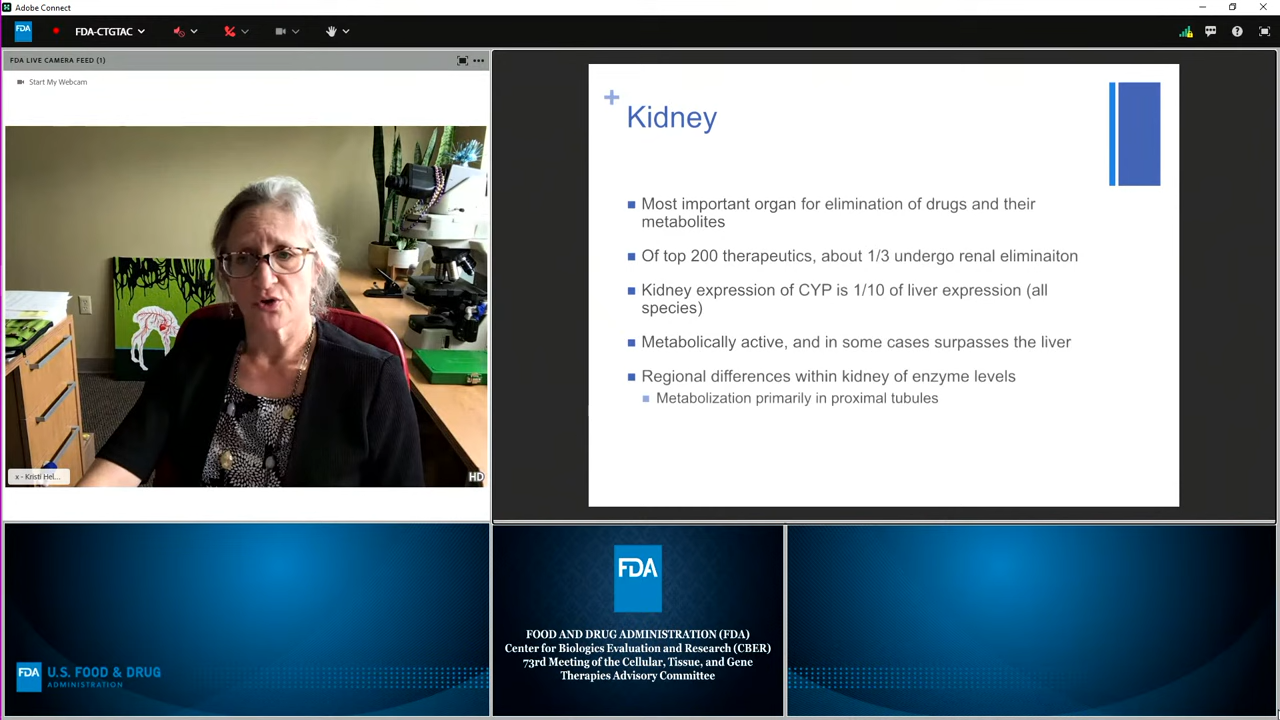 Adobe Connect
FDA
FDA-CTGTAC
FDA LIVE CAMERA FEED (1)
Start My Webcam
x - Kristi Hel...
HD
+
Kidney
Most important organ for elimination of drugs and their
metabolites
Of top 200 therapeutics, about 1/3 undergo renal eliminaiton
Kidney expression of CYP is 1/10 of liver expression (all
species)
Metabolically active, and in some cases surpasses the liver
Regional differences within kidney of enzyme levels
Metabolization primarily in proximal tubules
FDA
U.S. FOOD & DRUG
ADMINISTRATION
FDA
FOOD AND DRUG ADMINISTRATION (FDA)
Center for Biologics Evaluation and Research (CBER)
73rd Meeting of the Cellular, Tissue, and Gene
Therapies Advisory Committee